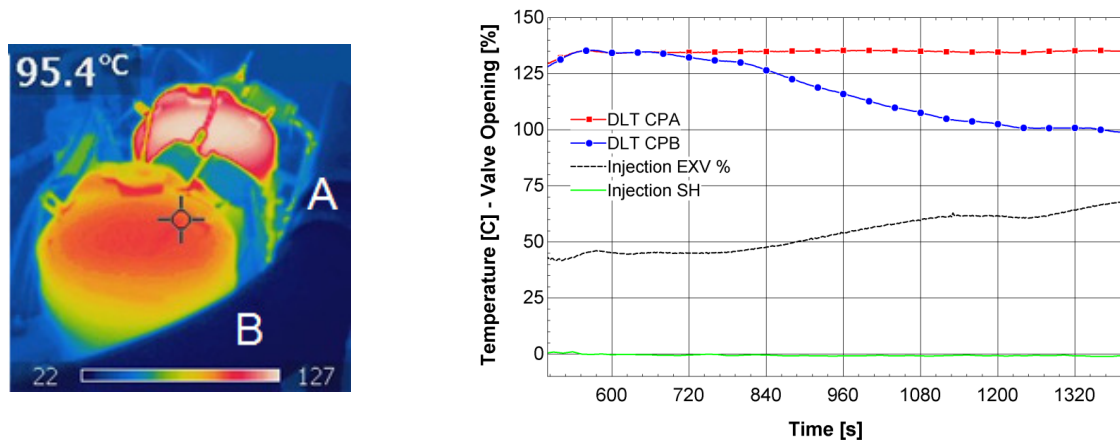 95.4°C
A
B
22
127
150
125
100
75
50
25
0
Temperature [C] - Valve Opening [%]
DLT CPA
DLT CPB
Injection EXV %
Injection SH
600 720 840 960 1080 1200 1320
Time [s]